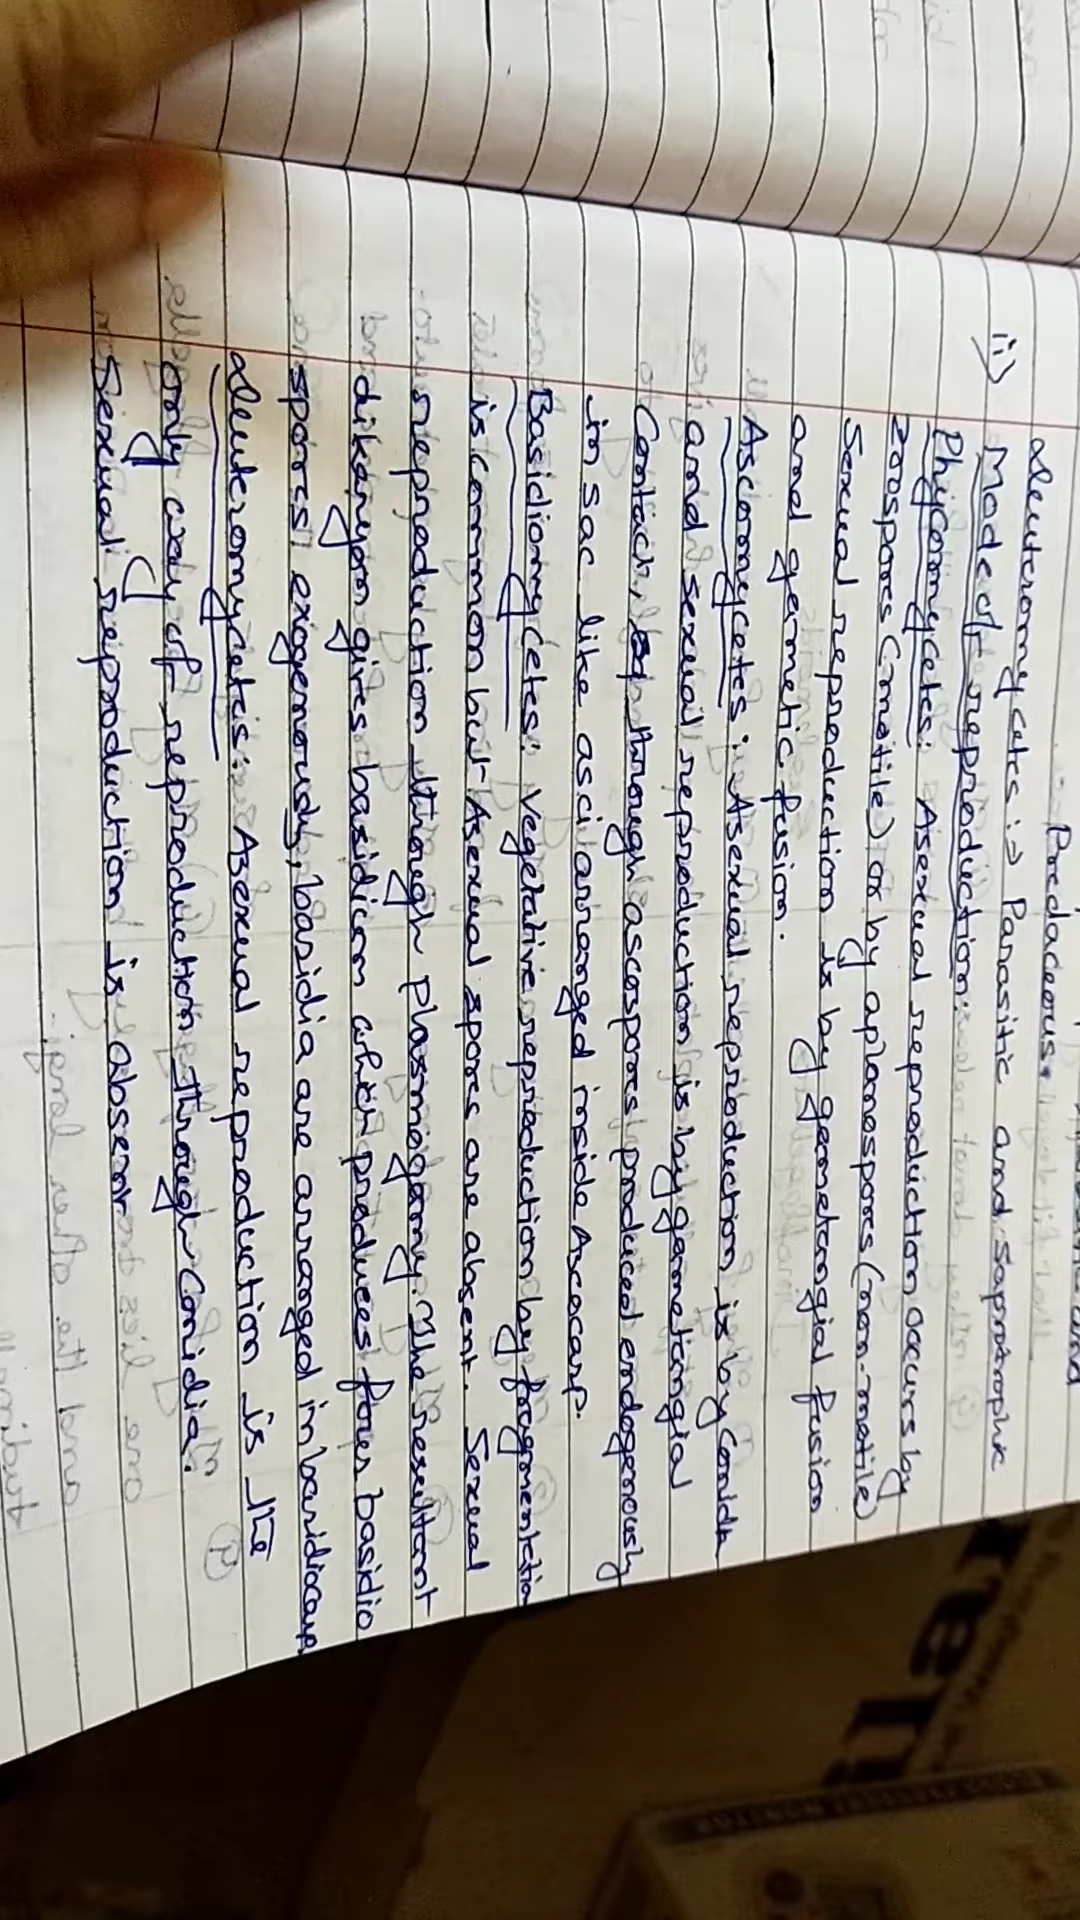 Predaceous.
Deuteromycetes :→ Parasitic and saprotrophic
ii) Mode of reproduction:
Phycomycetes: Asexual reproduction occurs by
zoospores (motile) or by aplanospores (non-motile)
Sexual reproduction is by gametangial fusion
and gametic fusion.
Ascomycetes : Asexual reproduction is by Conidia
and sexual reproduction is by gametangial
Contact, through ascospores produced endogenously
in sac like asci arranged inside Ascocarp.
Basidiomycetes: Vegetative reproduction by fragmentation
is common but Asexual spores are absent. Sexual
reproduction through plasmogamy. The resultant
dikaryon gives basidium which produces four basidio
spores exogenously, basidia are arranged in basidiocarp
Deuteromycetes: Asexual reproduction is the
only way of reproduction through Conidia.
Sexual reproduction is absent